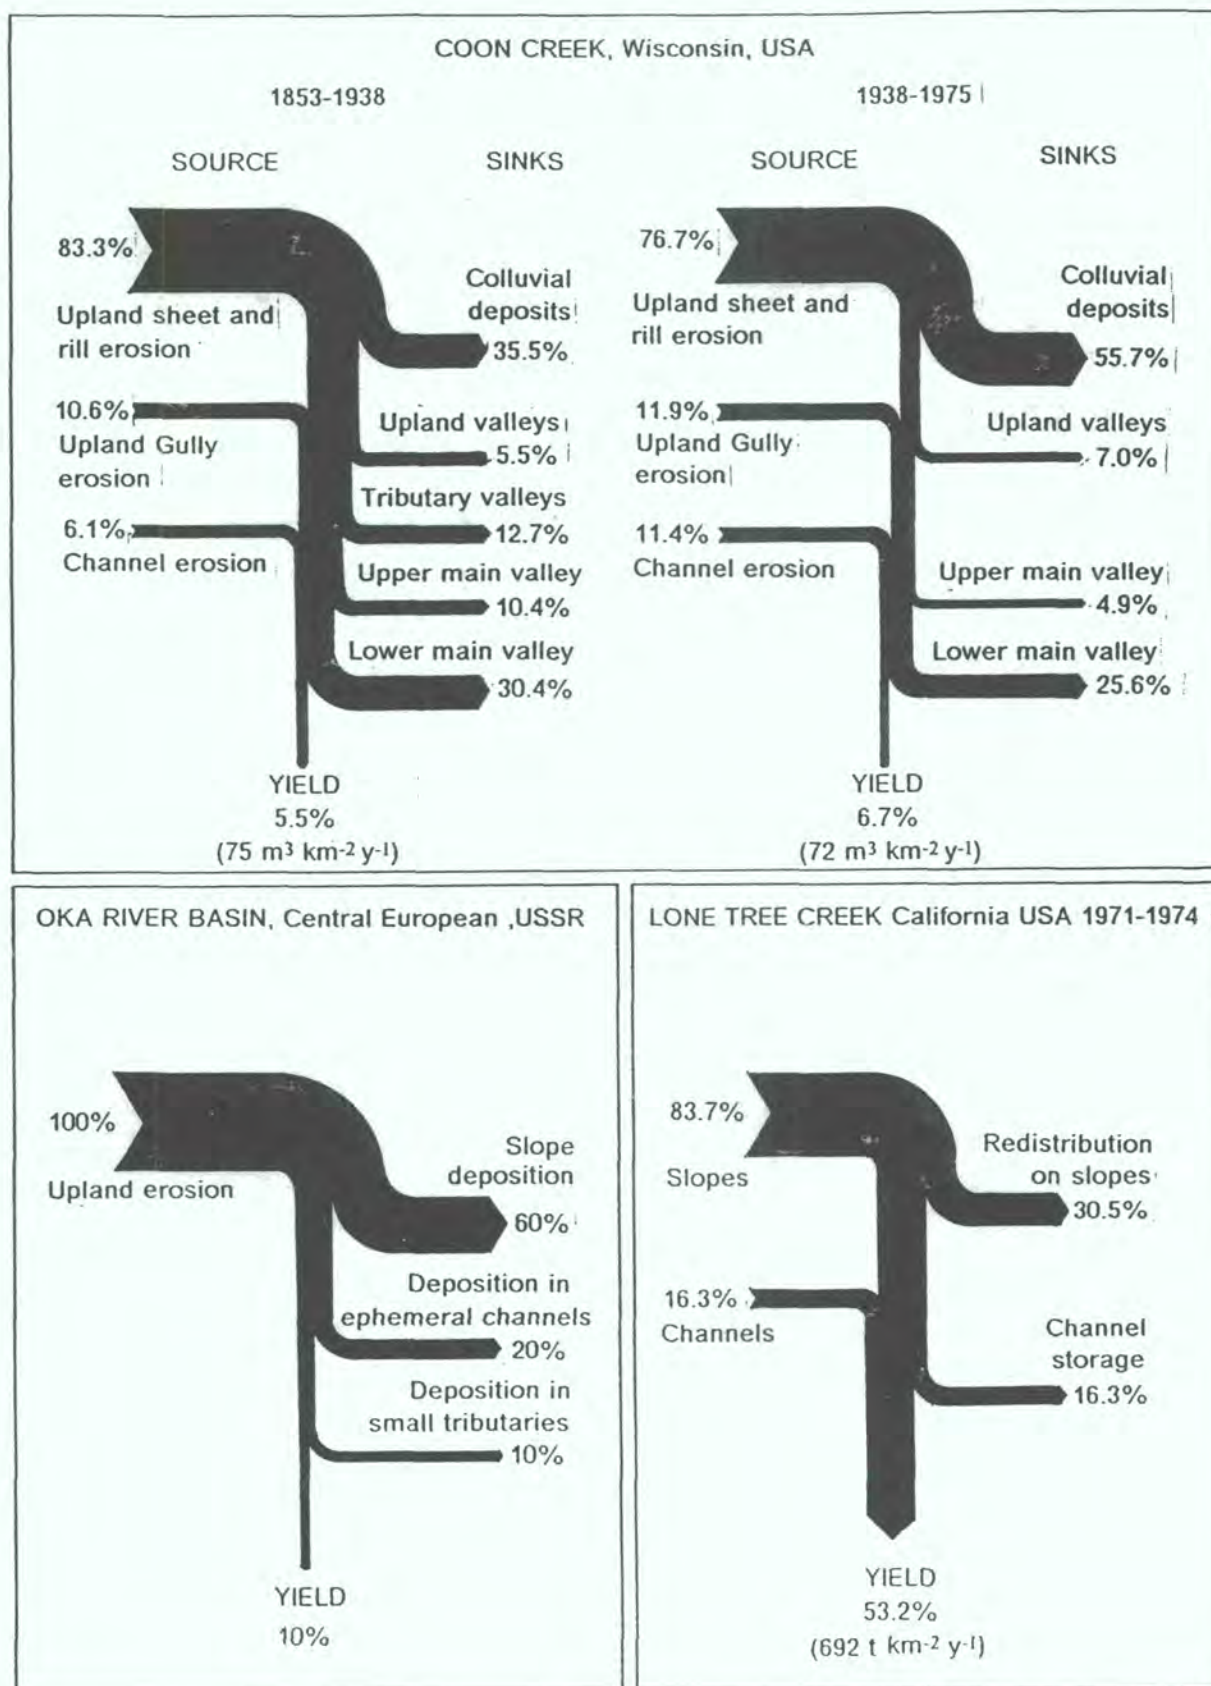 COON CREEK, Wisconsin, USA
1853-1938
SOURCE
SINKS
83.3%
Upland sheet and
rill erosion
10.6%
Upland Gully
erosion
6.1%
Channel erosion
Colluvial
deposits
35.5%
Upland valleys
5.5%
Tributary valleys
12.7%
Upper main valley
10.4%
Lower main valley
30.4%
YIELD
5.5%
(75 m³ km⁻² y⁻¹)
1938-1975
SOURCE
SINKS
76.7%
Upland sheet and
rill erosion
11.9%
Upland Gully
erosion
11.4%
Channel erosion
Colluvial
deposits
55.7%
Upland valleys
7.0%
Upper main valley
4.9%
Lower main valley
25.6%
YIELD
6.7%
(72 m³ km⁻² y⁻¹)
OKA RIVER BASIN, Central European ,USSR
100%
Upland erosion
Slope
deposition
60%
Deposition in
ephemeral channels
20%
Deposition in
small tributaries
10%
YIELD
10%
LONE TREE CREEK California USA 1971-1974
83.7%
Slopes
16.3%
Channels
Redistribution
on slopes
30.5%
Channel
storage
16.3%
YIELD
53.2%
(692 t km⁻² y⁻¹)